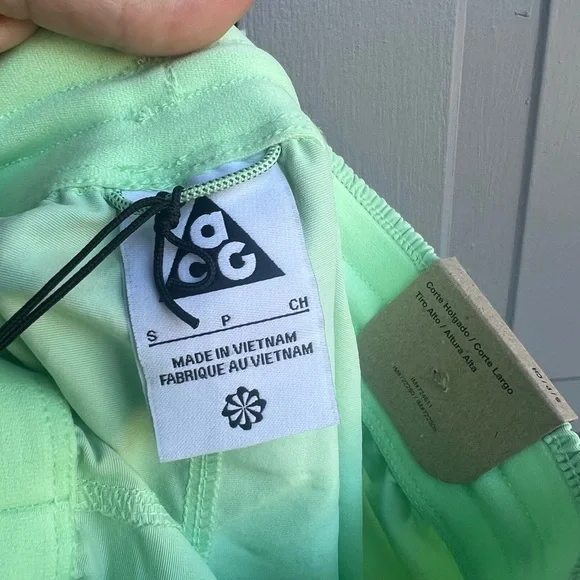 aCG
S P CH
MADE IN VIETNAM
FABRIQUE AU VIETNAM
Corte Holgado / Corte Largo
Tiro Alto / Altura Alta